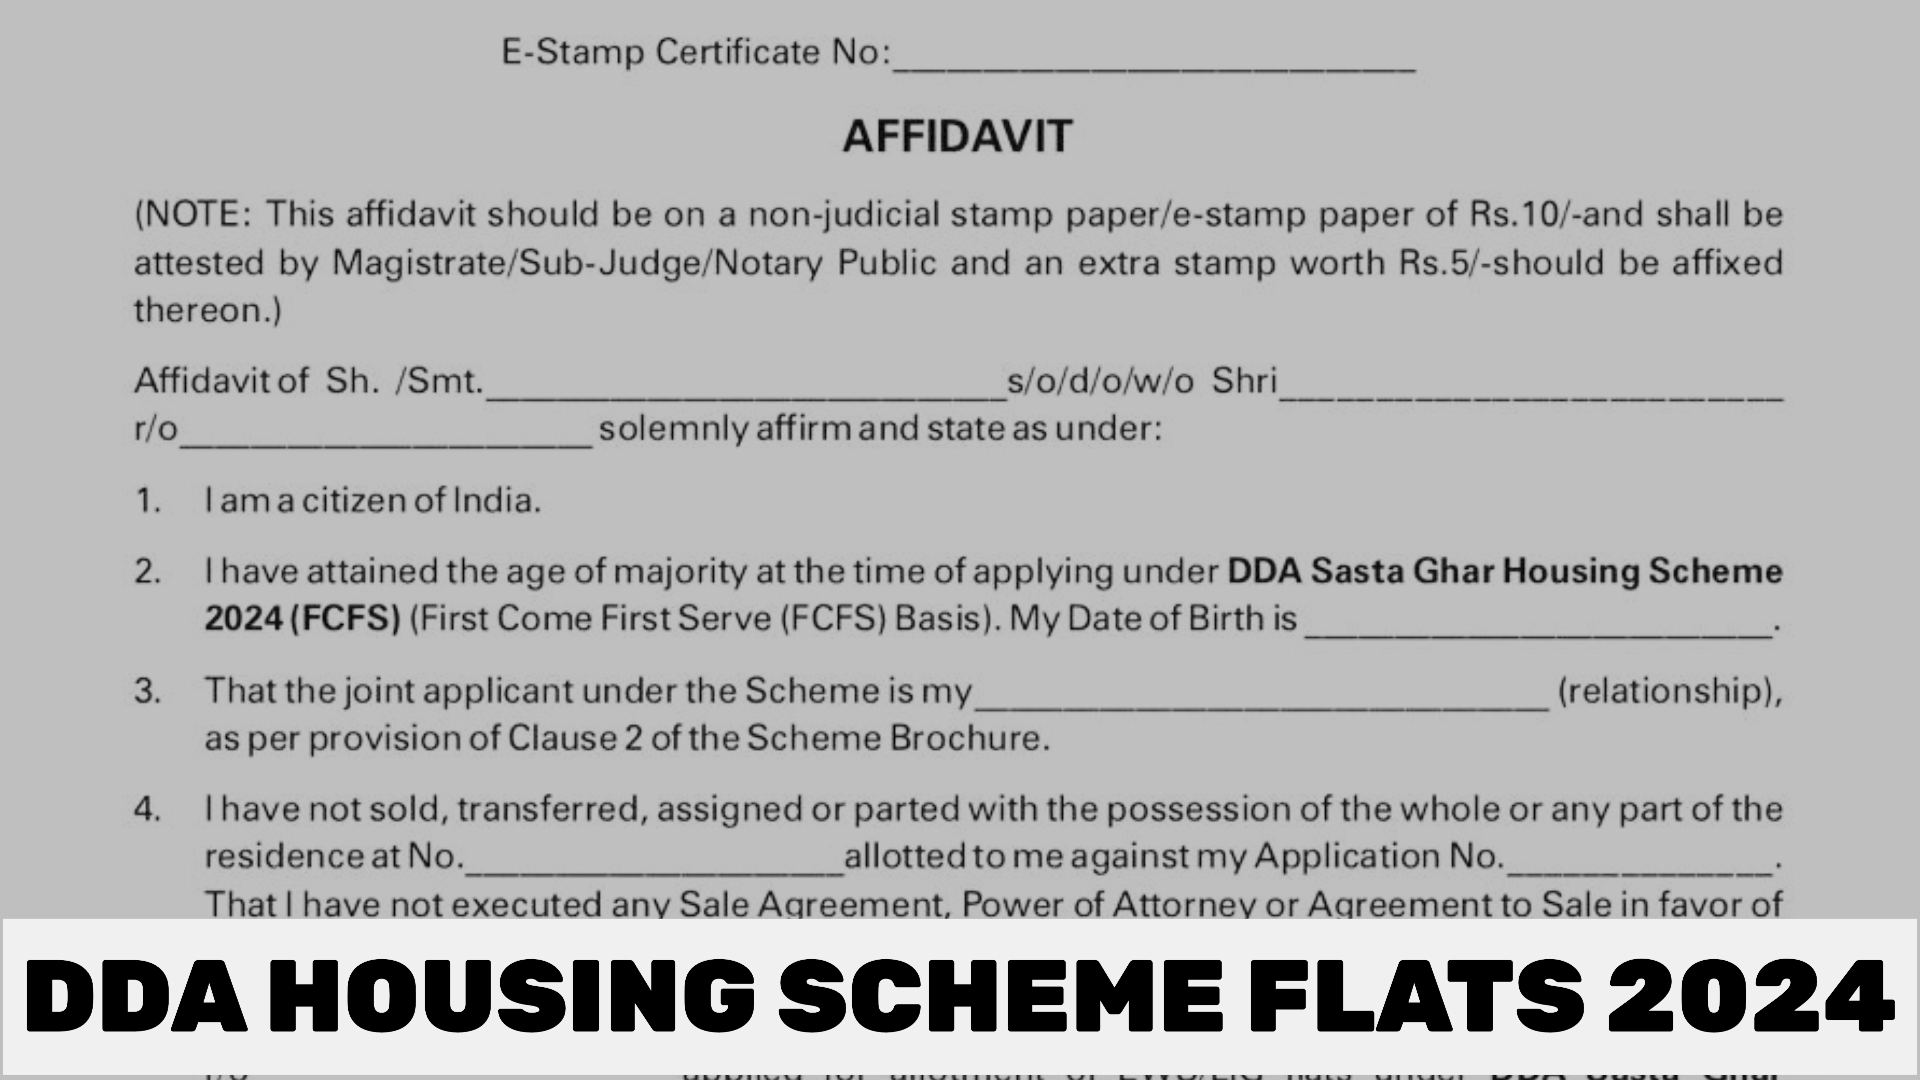 E-Stamp Certificate No:
AFFIDAVIT
(NOTE: This affidavit should be on a non-judicial stamp paper/e-stamp paper of Rs.10/-and shall be
attested by Magistrate/Sub-Judge/Notary Public and an extra stamp worth Rs.5/-should be affixed
thereon.)
Affidavit of Sh. /Smt.____________________s/o/d/o/w/o Shri____________________
r/o____________________ solemnly affirm and state as under:
1. I am a citizen of India.
2. I have attained the age of majority at the time of applying under DDA Sasta Ghar Housing Scheme
2024 (FCFS) (First Come First Serve (FCFS) Basis). My Date of Birth is ____________________.
3. That the joint applicant under the Scheme is my____________________ (relationship),
as per provision of Clause 2 of the Scheme Brochure.
4. I have not sold, transferred, assigned or parted with the possession of the whole or any part of the
residence at No.____________________allotted to me against my Application No.____________________.
That I have not executed any Sale Agreement, Power of Attorney or Agreement to Sale in favor of
DDA HOUSING SCHEME FLATS 2024